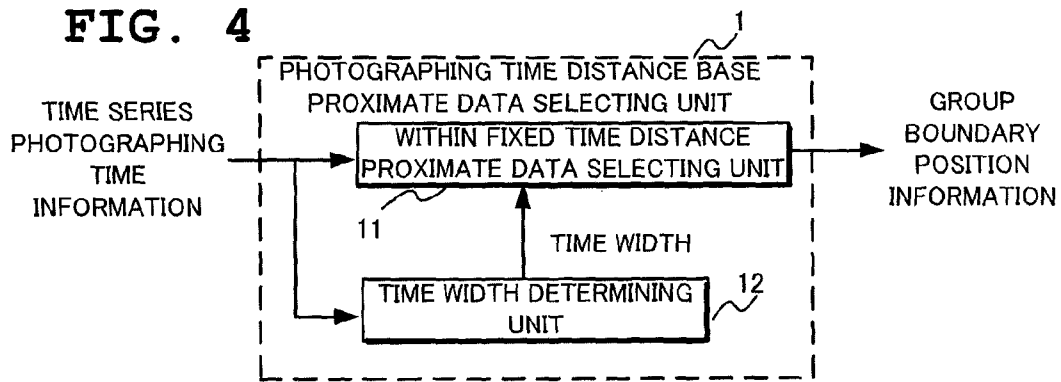 FIG. 4
1
PHOTOGRAPHING TIME DISTANCE BASE
PROXIMATE DATA SELECTING UNIT
TIME SERIES
PHOTOGRAPHING
TIME
INFORMATION
WITHIN FIXED TIME DISTANCE
PROXIMATE DATA SELECTING UNIT
11
GROUP
BOUNDARY
POSITION
INFORMATION
TIME WIDTH
TIME WIDTH DETERMINING
UNIT
12